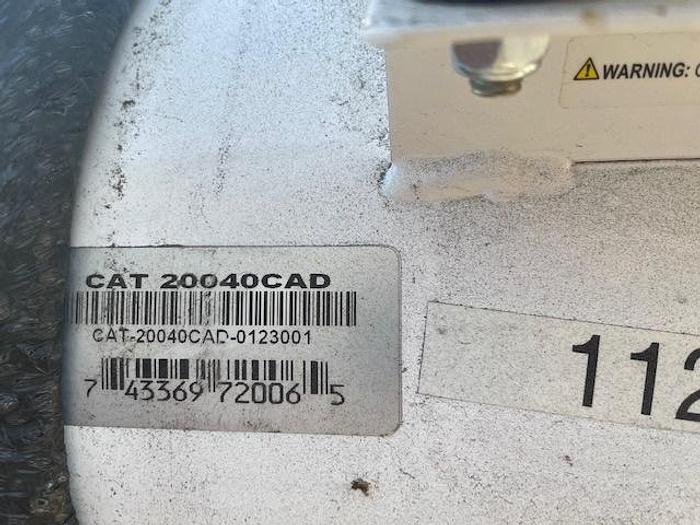 WARNING:
CAT 20040CAD
CAT-20040CAD-0123001
7 43369 72006 5
112